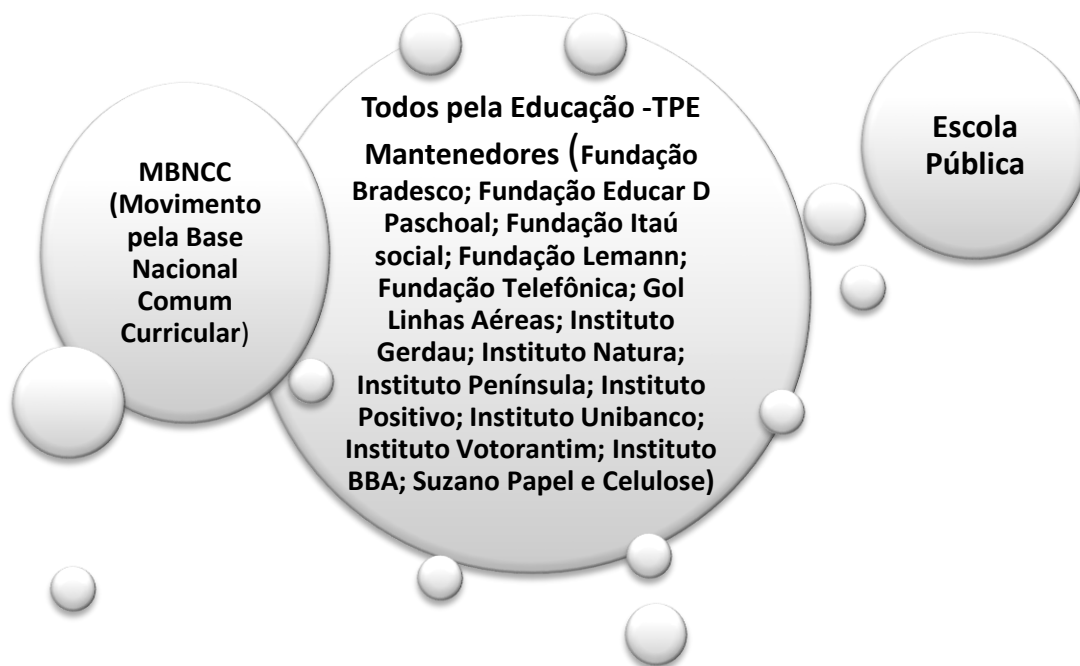 MBNCC
(Movimento
pela Base
Nacional
Comum
Curricular)
Todos pela Educação -TPE
Mantenedores (Fundação
Bradesco; Fundação Educar D
Paschoal; Fundação Itaú
social; Fundação Lemann;
Fundação Telefônica; Gol
Linhas Aéreas; Instituto
Gerdau; Instituto Natura;
Instituto Península; Instituto
Positivo; Instituto Unibanco;
Instituto Votorantim; Instituto
BBA; Suzano Papel e Celulose)
Escola
Pública